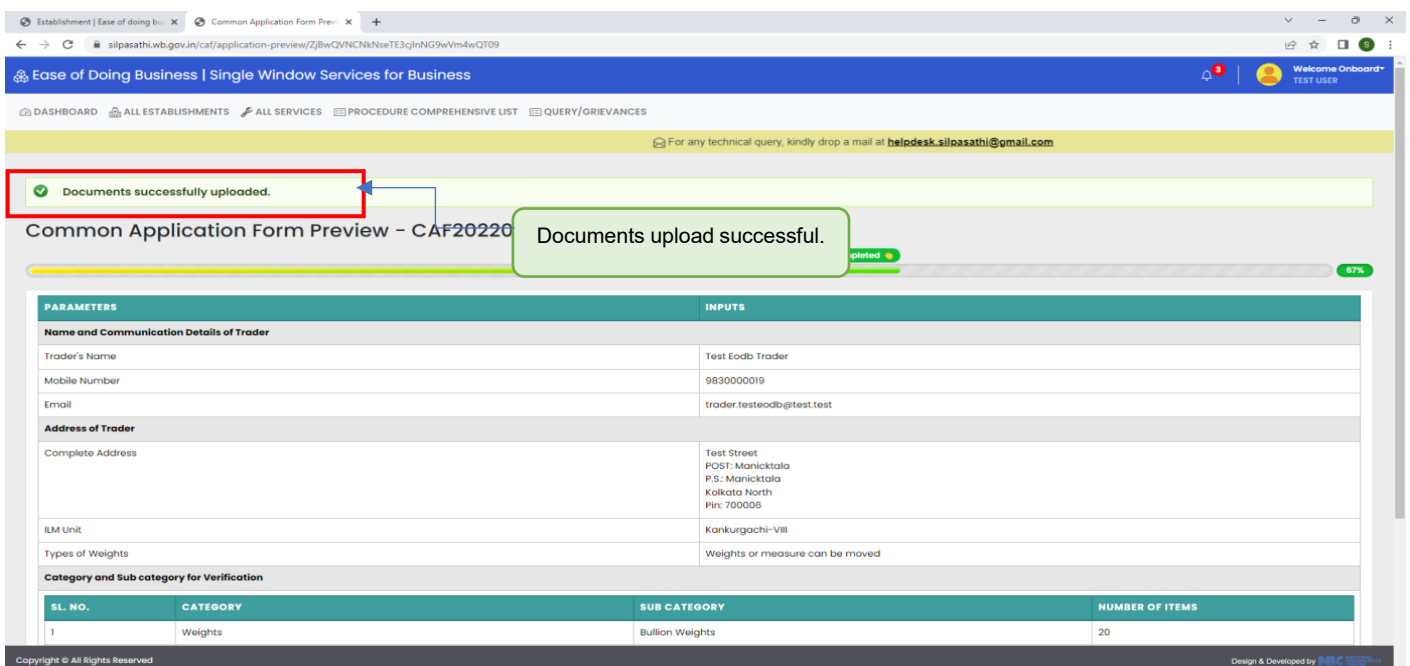 Establishment | Ease of doing bu
Common Application Form Prev
silpasathi.wb.gov.in/caf/application-preview/ZjBwQVNCNkNseTE3cjlnNG9wVm4wQT09
S
Ease of Doing Business | Single Window Services for Business
3
Welcome Onboard
TEST USER
DASHBOARD ALL ESTABLISHMENTS ALL SERVICES PROCEDURE COMPREHENSIVE LIST QUERY/GRIEVANCES
For any technical query, kindly drop a mail at helpdesk.silpasathi@gmail.com
Documents successfully uploaded.
Common Application Form Preview - CAF20220
Documents upload successful.
pleted
67%
PARAMETERS INPUTS
Name and Communication Details of Trader
Trader's Name Test Eodb Trader
Mobile Number 9830000019
Email trader.testeodb@test.test
Address of Trader
Complete Address Test Street
POST: Manicktala
P.S.: Manicktala
Kolkata North
Pin: 700006
ILM Unit Kankurgachi-VIII
Types of Weights Weights or measure can be moved
Category and Sub category for Verification
SL. NO. CATEGORY SUB CATEGORY NUMBER OF ITEMS
1 Weights Bullion Weights 20
Copyright © All Rights Reserved
Design & Developed by NIC